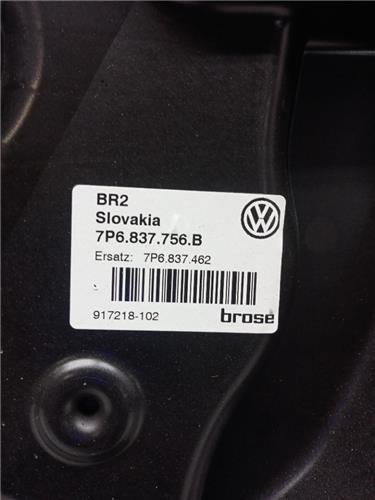 BR2
Slovakia
7P6.837.756.B
Ersatz: 7P6.837.462
917218-102
brose